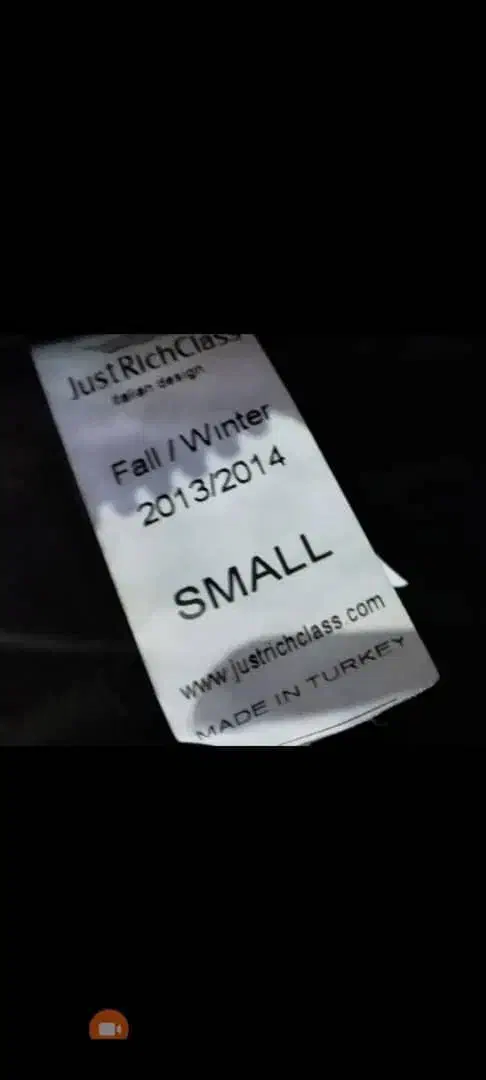 JustRichClass
italian design
Fall / Winter
2013/2014
SMALL
www.justrichclass.com
MADE IN TURKEY